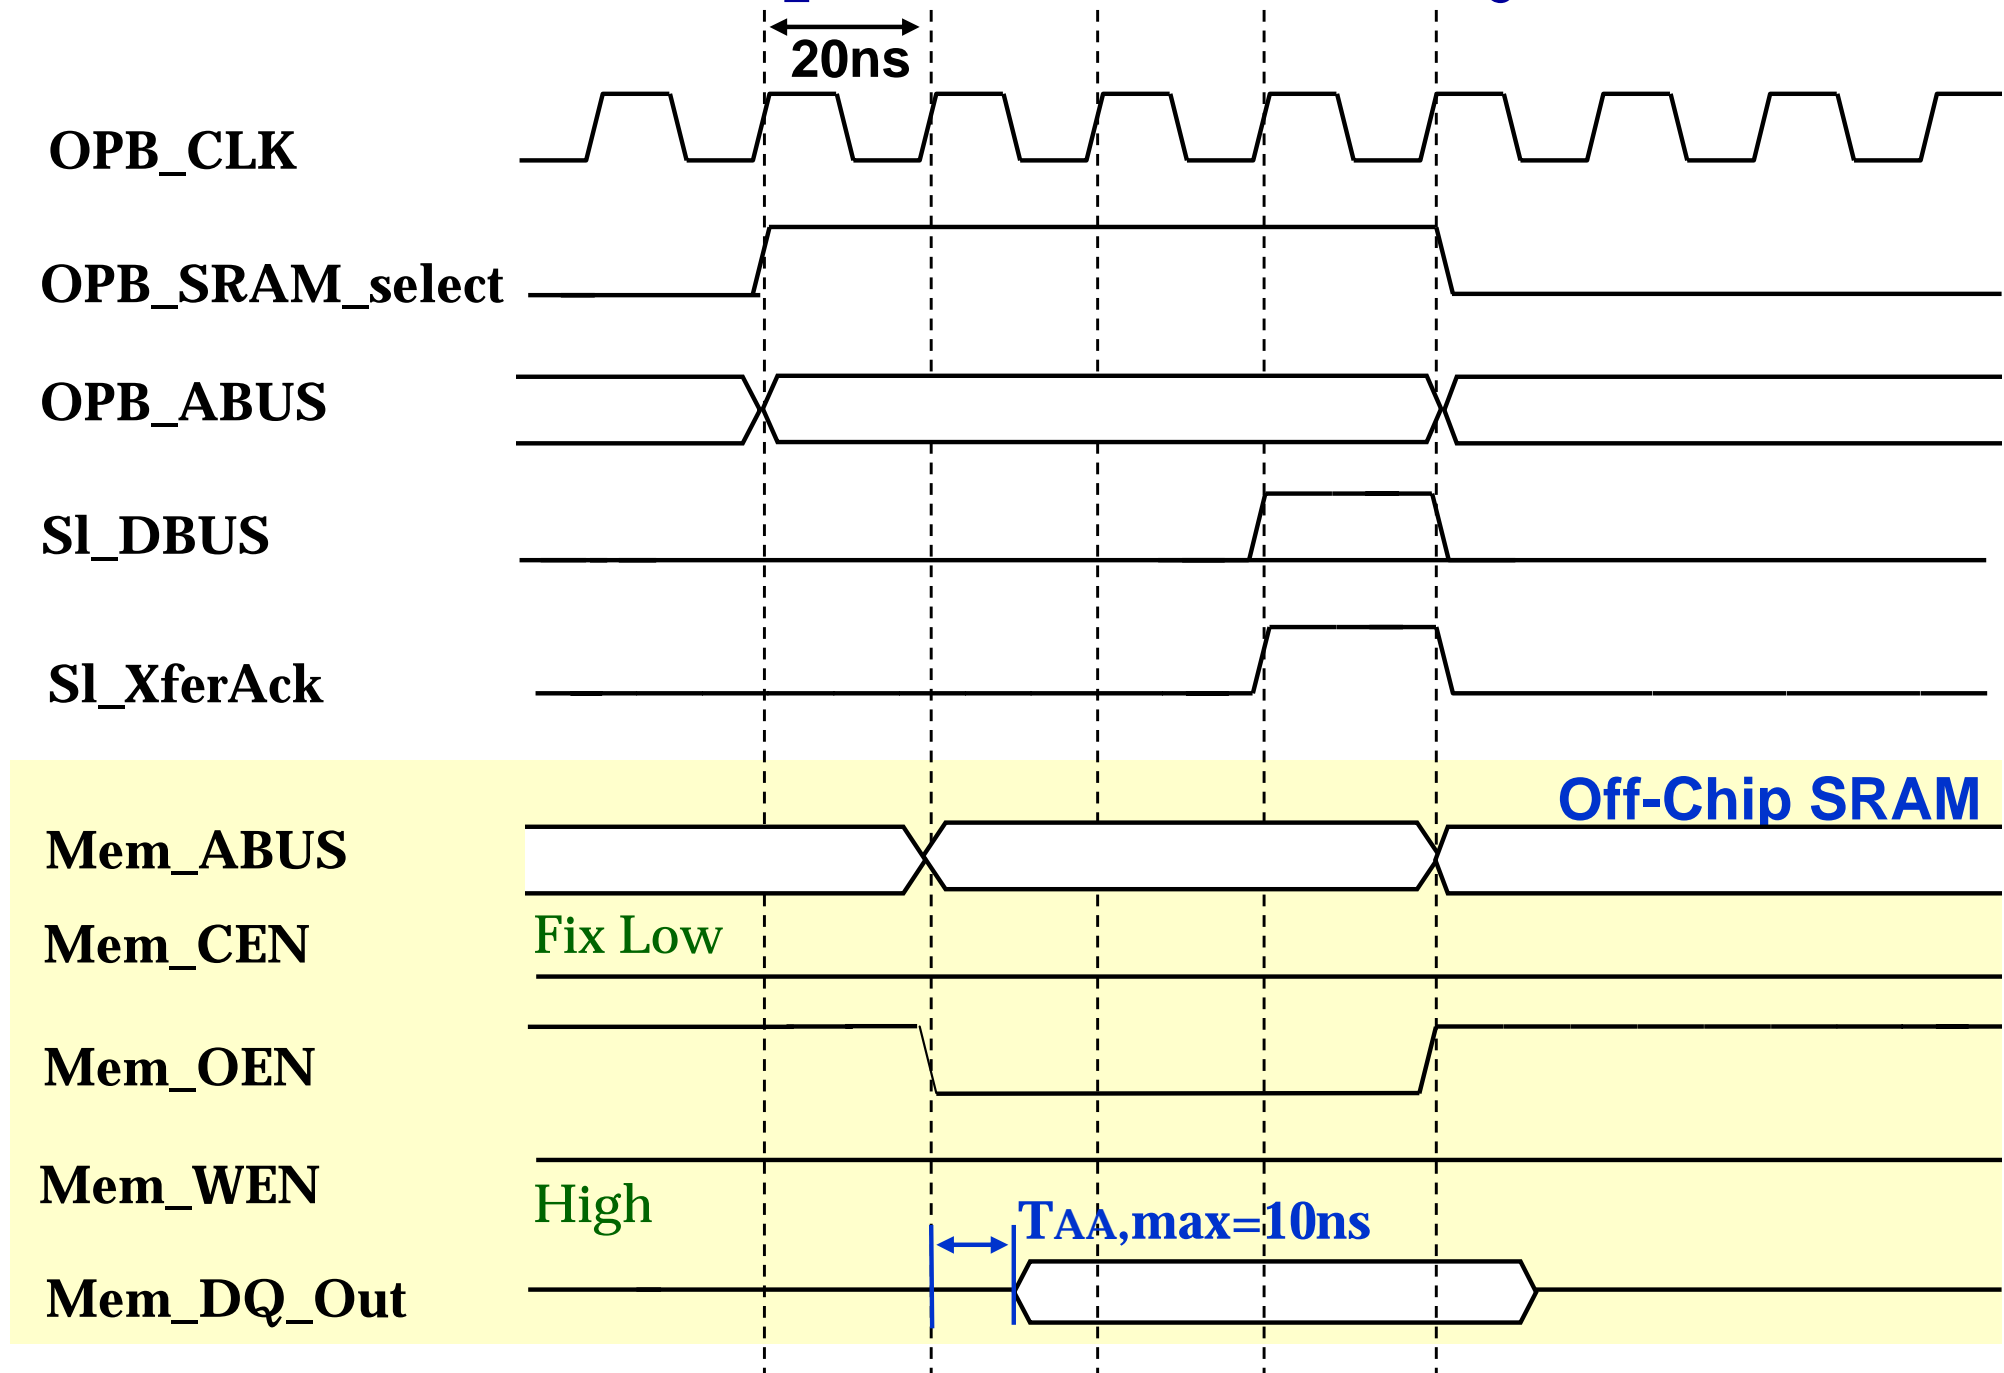 20ns
OPB_CLK
OPB_SRAM_select
OPB_ABUS
Sl_DBUS
Sl_XferAck
Off-Chip SRAM
Mem_ABUS
Fix Low
Mem_CEN
Mem_OEN
Mem_WEN
High
TAA,max=10ns
Mem_DQ_Out